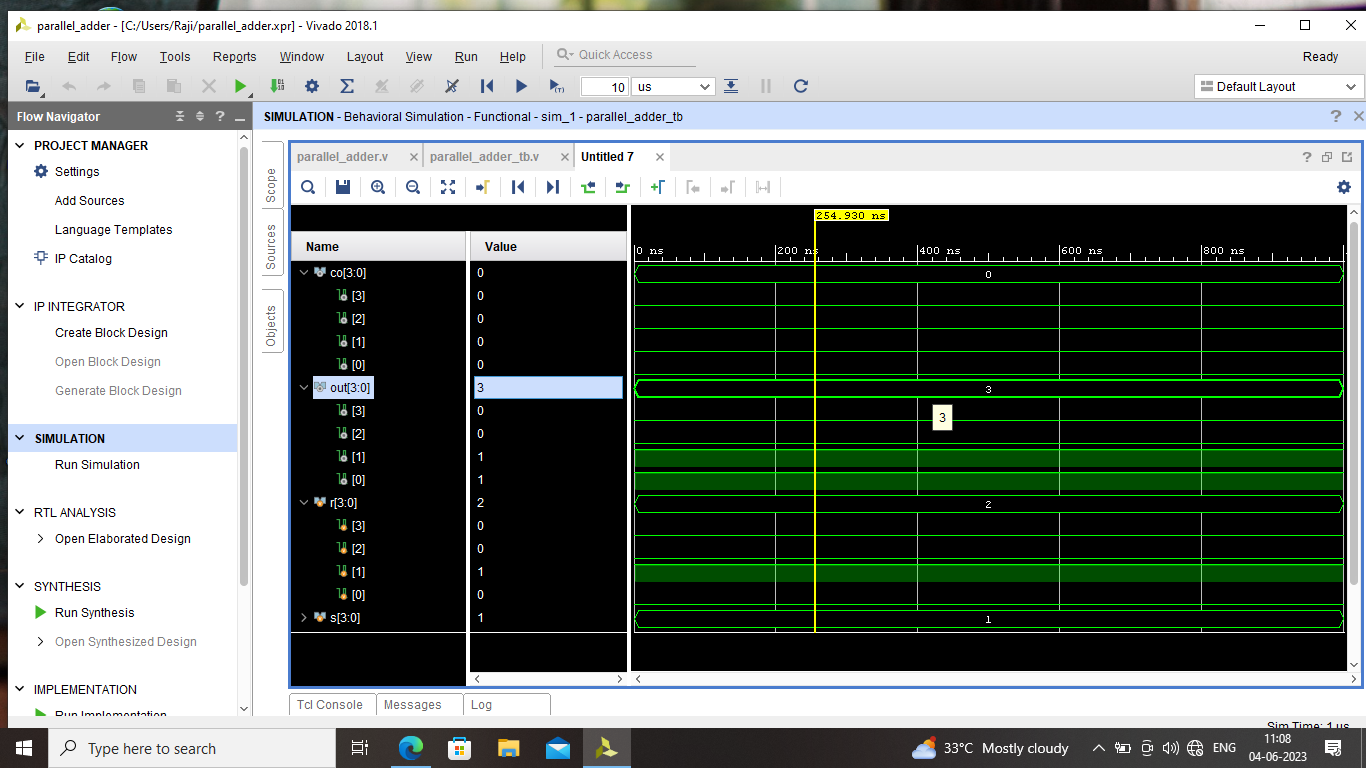 parallel_adder - [C:/Users/Raji/parallel_adder.xpr] - Vivado 2018.1
File Edit Flow Tools Reports Window Layout View Run Help Quick Access Ready
10 us Default Layout
Flow Navigator
PROJECT MANAGER
Settings
Add Sources
Language Templates
IP Catalog
IP INTEGRATOR
Create Block Design
Open Block Design
Generate Block Design
SIMULATION
Run Simulation
RTL ANALYSIS
Open Elaborated Design
SYNTHESIS
Run Synthesis
Open Synthesized Design
IMPLEMENTATION
Run Implementation
SIMULATION - Behavioral Simulation - Functional - sim_1 - parallel_adder_tb
Scope
Sources
Objects
parallel_adder.v parallel_adder_tb.v Untitled 7
254.930 ns
Name Value
0 ns 200 ns 400 ns 600 ns 800 ns
co[3:0] 0 0
[3] 0
[2] 0
[1] 0
[0] 0
out[3:0] 3 3
[3] 0 3
[2] 0
[1] 1
[0] 1
r[3:0] 2 2
[3] 0
[2] 0
[1] 1
[0] 0
s[3:0] 1 1
Tcl Console Messages Log
Sim Time: 1 us
Type here to search
33°C Mostly cloudy ENG
11:08
04-06-2023